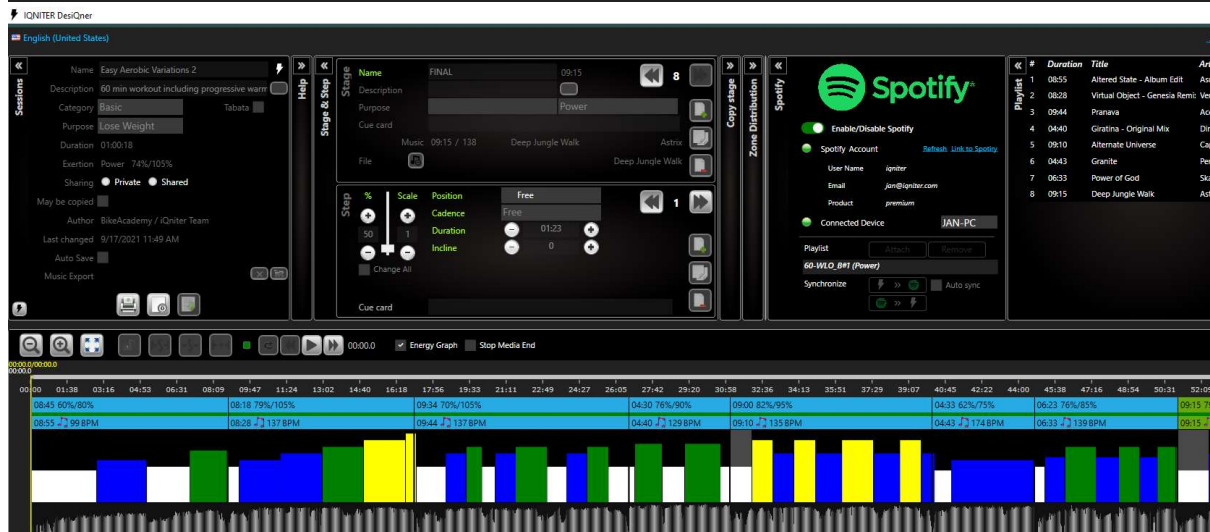 IQNITER DesiQner
English (United States)
Sessions
Name Easy Aerobic Variations 2
Description 60 min workout including progressive warm
Category Basic Tabata
Purpose Lose Weight
Duration 01:00:18
Exertion Power 74%/105%
Sharing Private Shared
May be copied
Author BikeAcademy / iQniter Team
Last changed 9/17/2021 11:49 AM
Auto Save
Music Export
Help
Stage & Step
Stage
Name FINAL 09:15 8
Description
Purpose Power
Cue card
Music 09:15 / 138 Deep Jungle Walk Astrix
File Deep Jungle Walk
Step
% Scale Position Free 1
Cadence Free
50 1 Duration 01:23
Incline 0
Change All
Cue card
Copy stage
Zone Distribution
Spotify
Spotify
Enable/Disable Spotify
Spotify Account Refresh Link to Spotify
User Name iqniter
Email jan@iqniter.com
Product premium
Connected Device JAN-PC
Playlist Attach Remove
60-WLO_B#1 (Power)
Synchronize » Auto sync
»
Playlist
# Duration Title
1 08:55 Altered State - Album Edit
2 08:28 Virtual Object - Genesia Remix
3 09:44 Pranava
4 04:40 Giratina - Original Mix
5 09:10 Alternate Universe
6 04:43 Granite
7 06:33 Power of God
8 09:15 Deep Jungle Walk
00:00.0 Energy Graph Stop Media End
00:00.0/00:00.0
00:00.0
00:00 01:38 03:16 04:53 06:31 08:09 09:47 11:24 13:02 14:40 16:18 17:56 19:33 21:11 22:49 24:27 26:05 27:42 29:20 30:58 32:36 34:13 35:51 37:29 39:07 40:45 42:22 44:00 45:38 47:16 48:54 50:31 52:09
08:45 60%/80% 08:18 79%/105% 09:34 70%/105% 04:30 76%/90% 09:00 82%/95% 04:33 62%/75% 06:23 76%/85% 09:15
08:55 99 BPM 08:28 137 BPM 09:44 137 BPM 04:40 129 BPM 09:10 135 BPM 04:43 174 BPM 06:33 139 BPM 09:15